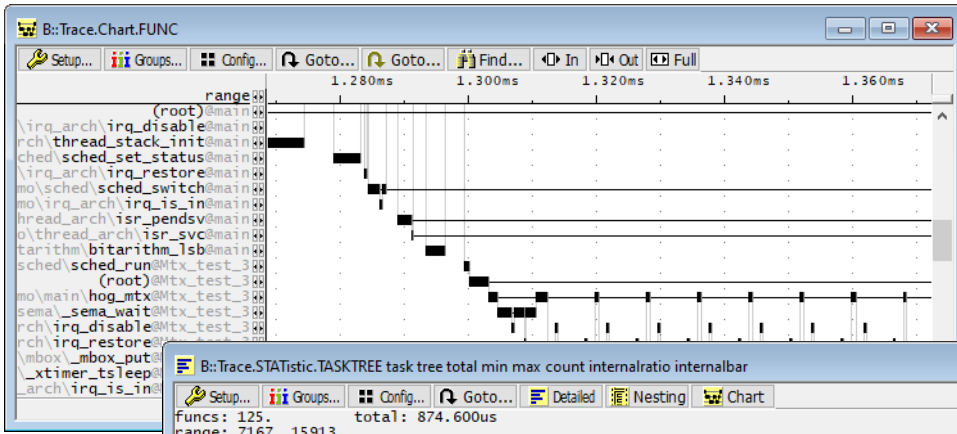 B::Trace.Chart.FUNC
Setup... Groups... Config... Goto... Goto... Find... In Out Full
1.280ms 1.300ms 1.320ms 1.340ms 1.360ms
range
(root)@main
\irq_arch\irq_disable@main
rch\thread_stack_init@main
ched\sched_set_status@main
\irq_arch\irq_restore@main
mo\sched\sched_switch@main
mo\irq_arch\irq_is_in@main
hread_arch\isr_pendsv@main
o\thread_arch\isr_svc@main
tarithm\bitarithm_lsb@main
sched\sched_run@Mtx_test_3
(root)@Mtx_test_3
mo\main\hog_mtx@Mtx_test_3
sema\_sema_wait@Mtx_test_3
rch\irq_disable@Mtx_test_3
rch\irq_restore@Mtx_test_3
\mbox\_mbox_put@
\_xtimer_tsleep@
_arch\irq_is_in@
B::Trace.STATistic.TASKTREE task tree total min max count internalratio internalbar
Setup... Groups... Config... Goto... Detailed Nesting Chart
funcs: 125. total: 874.600us
range: 7167. 15913.